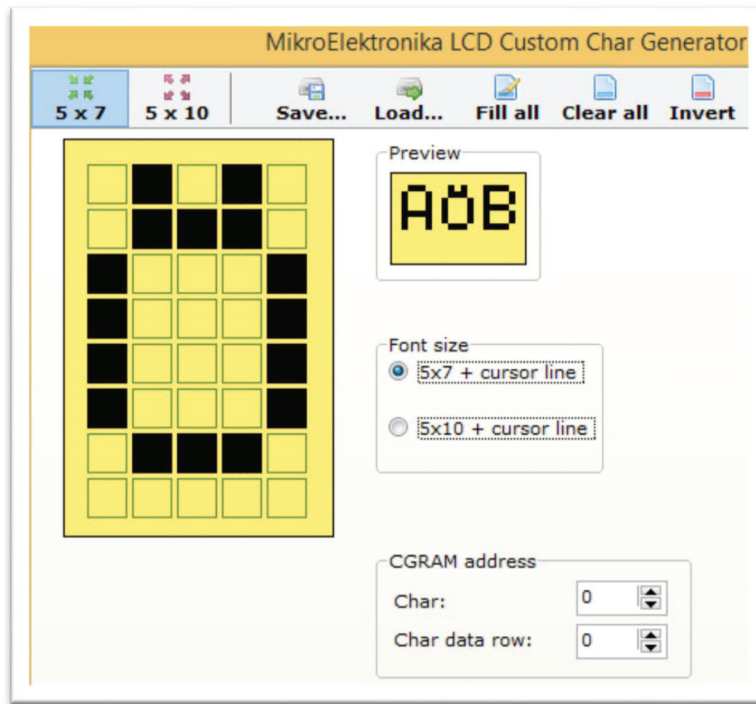 MikroElektronika LCD Custom Char Generator
5 x 7 5 x 10 Save... Load... Fill all Clear all Invert
Preview
AÖB
Font size
5x7 + cursor line
5x10 + cursor line
CGRAM address
Char: 0
Char data row: 0